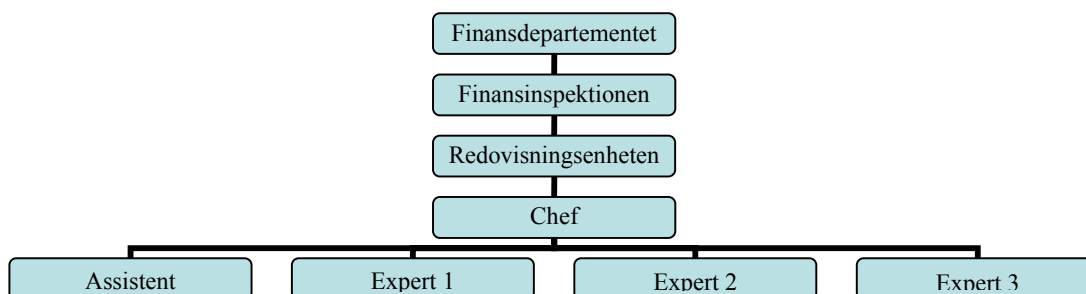 Finansdepartementet
Finansinspektionen
Redovisningsenheten
Chef
Assistent
Expert 1
Expert 2
Expert 3